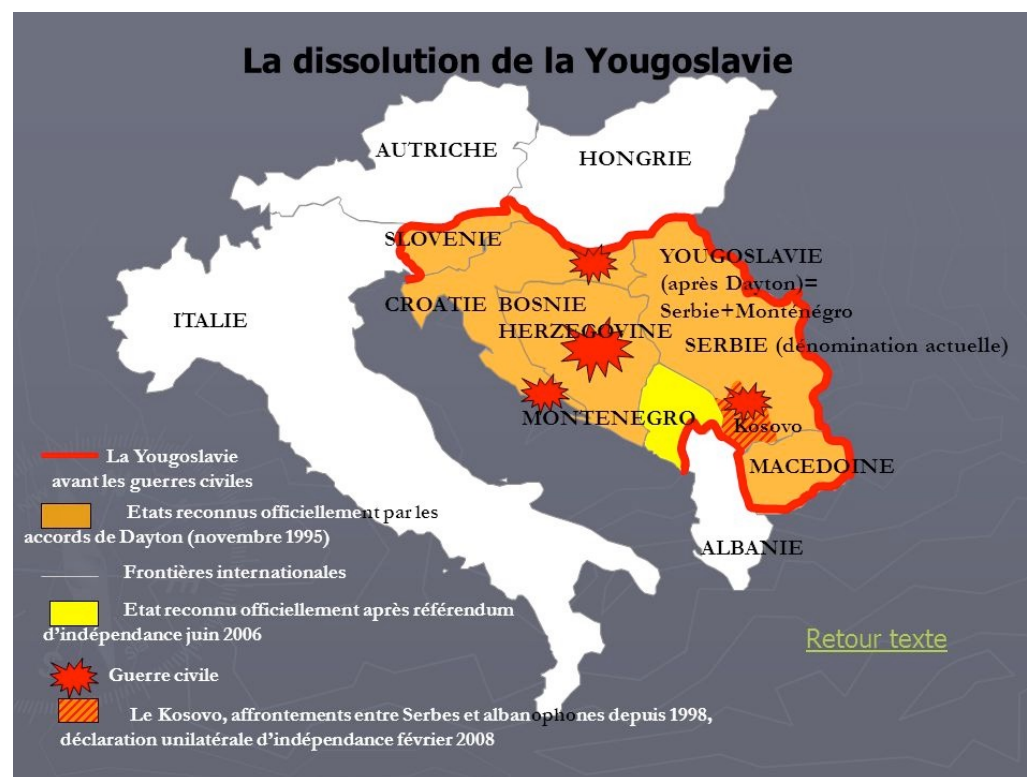 La dissolution de la Yougoslavie
AUTRICHE
HONGRIE
SLOVENIE
YOUGOSLAVIE
(après Dayton)=
Serbie+Monténégro
CROATIE
BOSNIE
HERZEGOVINE
ITALIE
SERBIE (dénomination actuelle)
MONTENEGRO
Kosovo
MACEDOINE
ALBANIE
La Yougoslavie
avant les guerres civiles
Etats reconnus officiellement par les
accords de Dayton (novembre 1995)
Frontières internationales
Etat reconnu officiellement après référendum
d'indépendance juin 2006
Guerre civile
Le Kosovo, affrontements entre Serbes et albanophones depuis 1998,
déclaration unilatérale d'indépendance février 2008
Retour texte